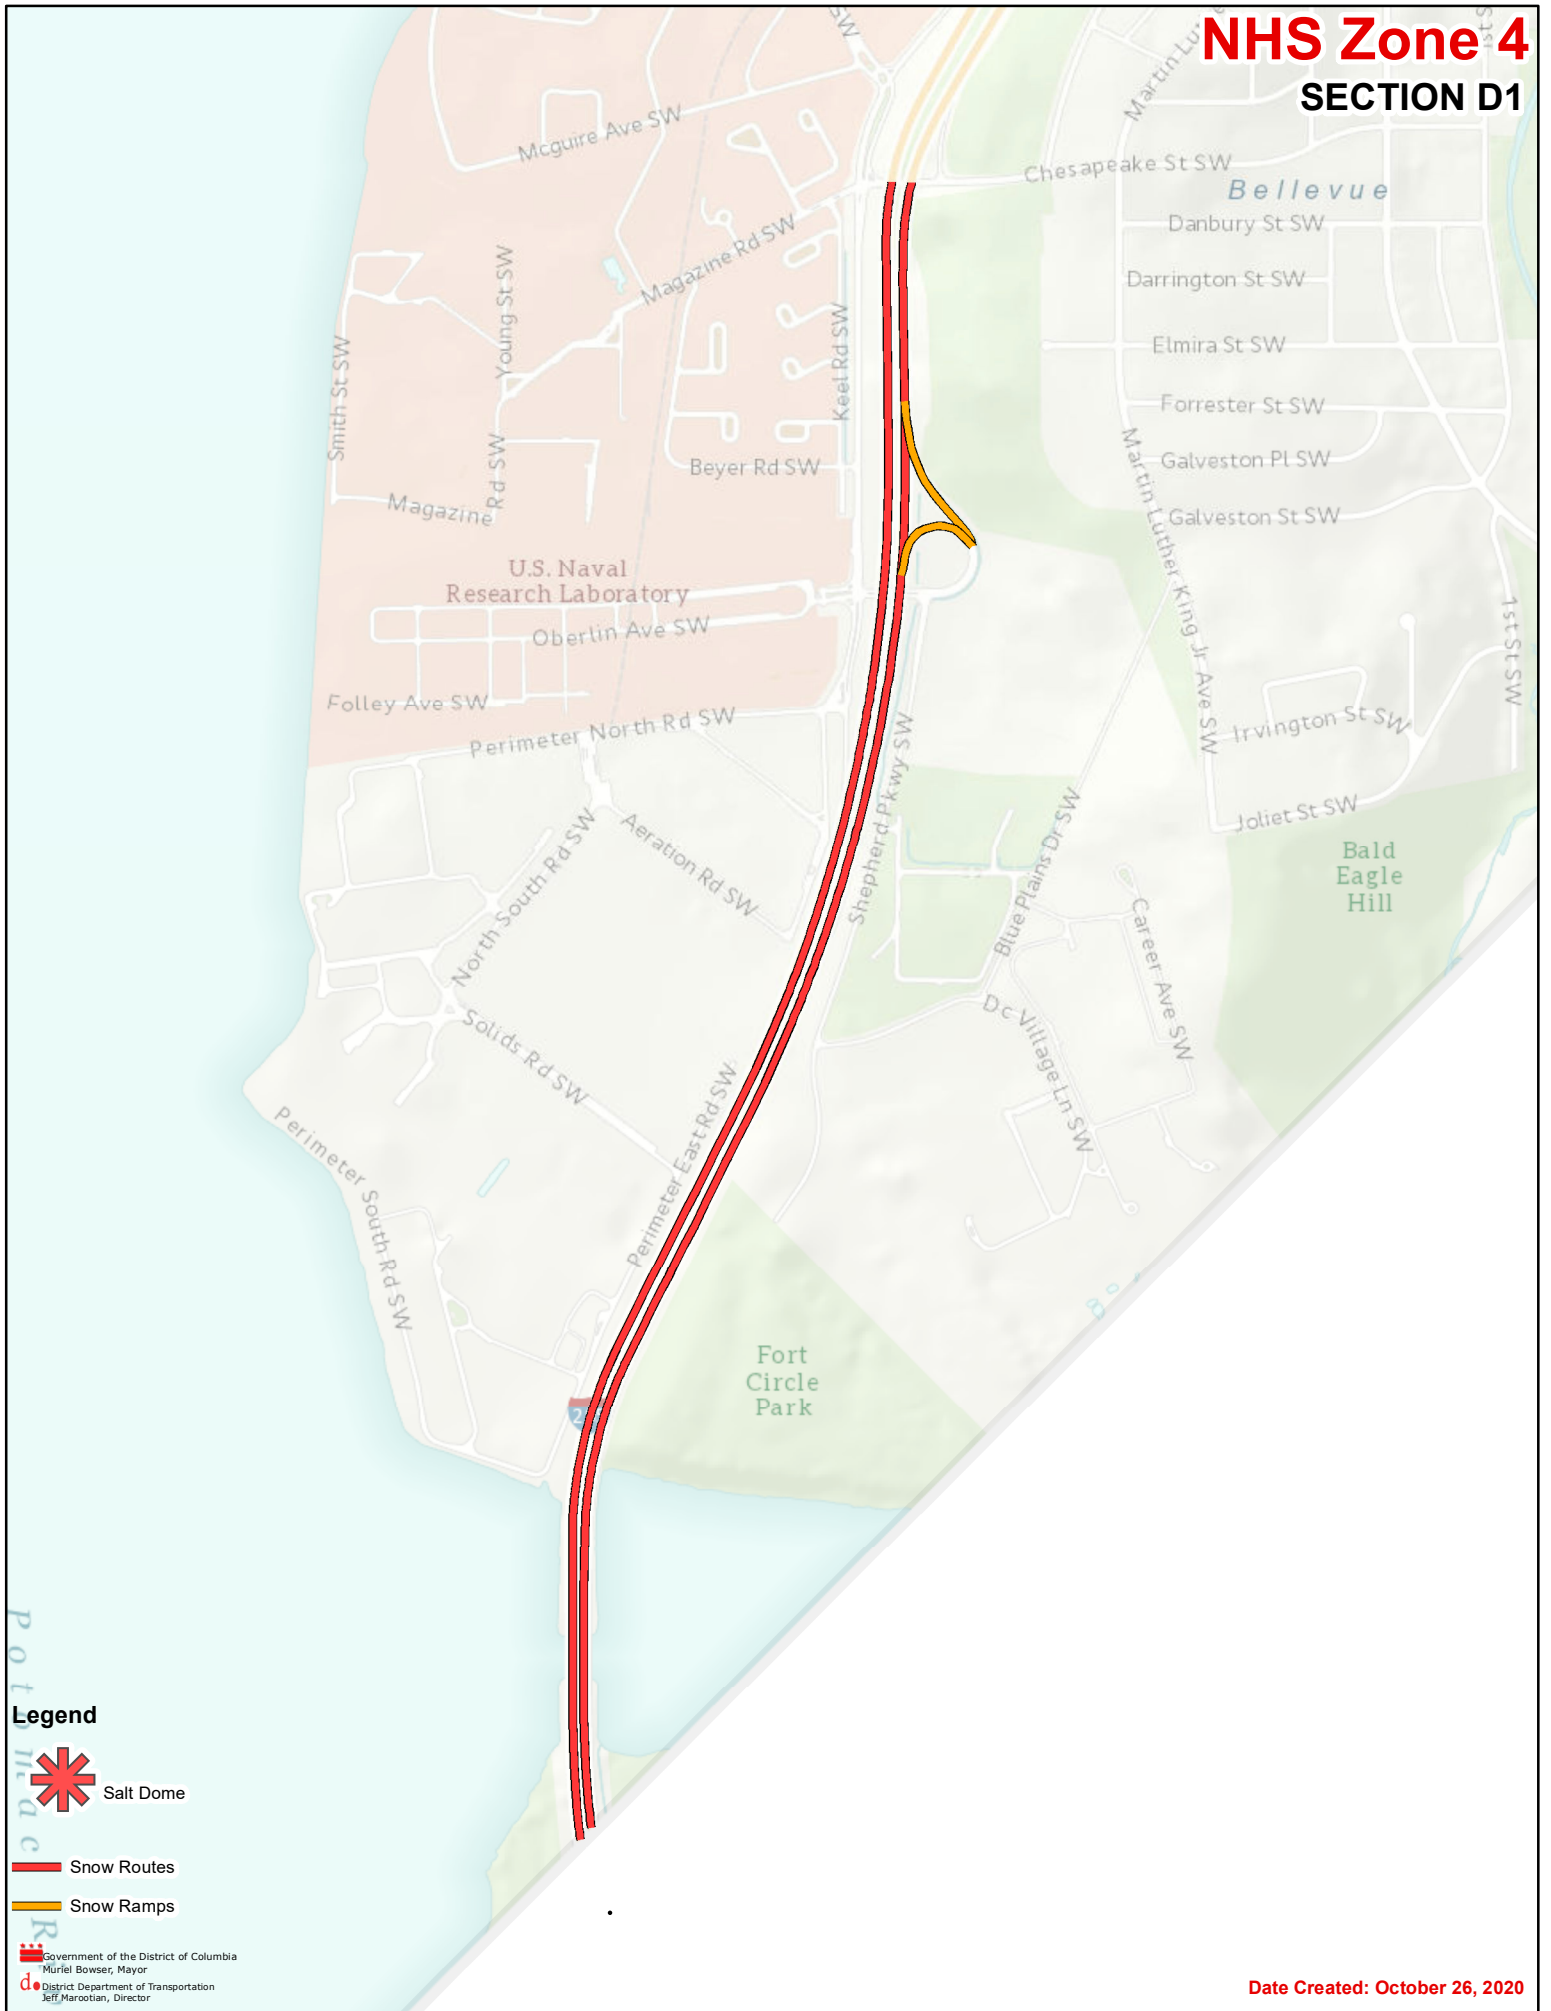 NHS Zone 4
SECTION D1
SW
Martin Lu
1st S
Mcguire Ave SW
Chesapeake St SW
Bellevue
Danbury St SW
Magazine Rd SW
Young St SW
Darrington St SW
Keel Rd SW
Smith St SW
Elmira St SW
Forrester St SW
Rd SW
Beyer Rd SW
Galveston Pl SW
Magazine
Galveston St SW
Martin Luther King Jr Ave SW
U.S. Naval
Research Laboratory
Oberlin Ave SW
1st St SW
Folley Ave SW
Perimeter North Rd SW
Irvington St SW
Shepherd Pkwy SW
Joliet St SW
Aeration Rd SW
North South Rd SW
Blue Plains Dr SW
Bald
Eagle
Hill
Career Ave SW
Dc Village Ln SW
Solids Rd SW
Perimeter East Rd SW
Perimeter South Rd SW
Fort
Circle
Park
2
Potomac R
Legend
Salt Dome
Snow Routes
Snow Ramps
Government of the District of Columbia
Muriel Bowser, Mayor
d.
District Department of Transportation
Jeff Marootian, Director
Date Created: October 26, 2020